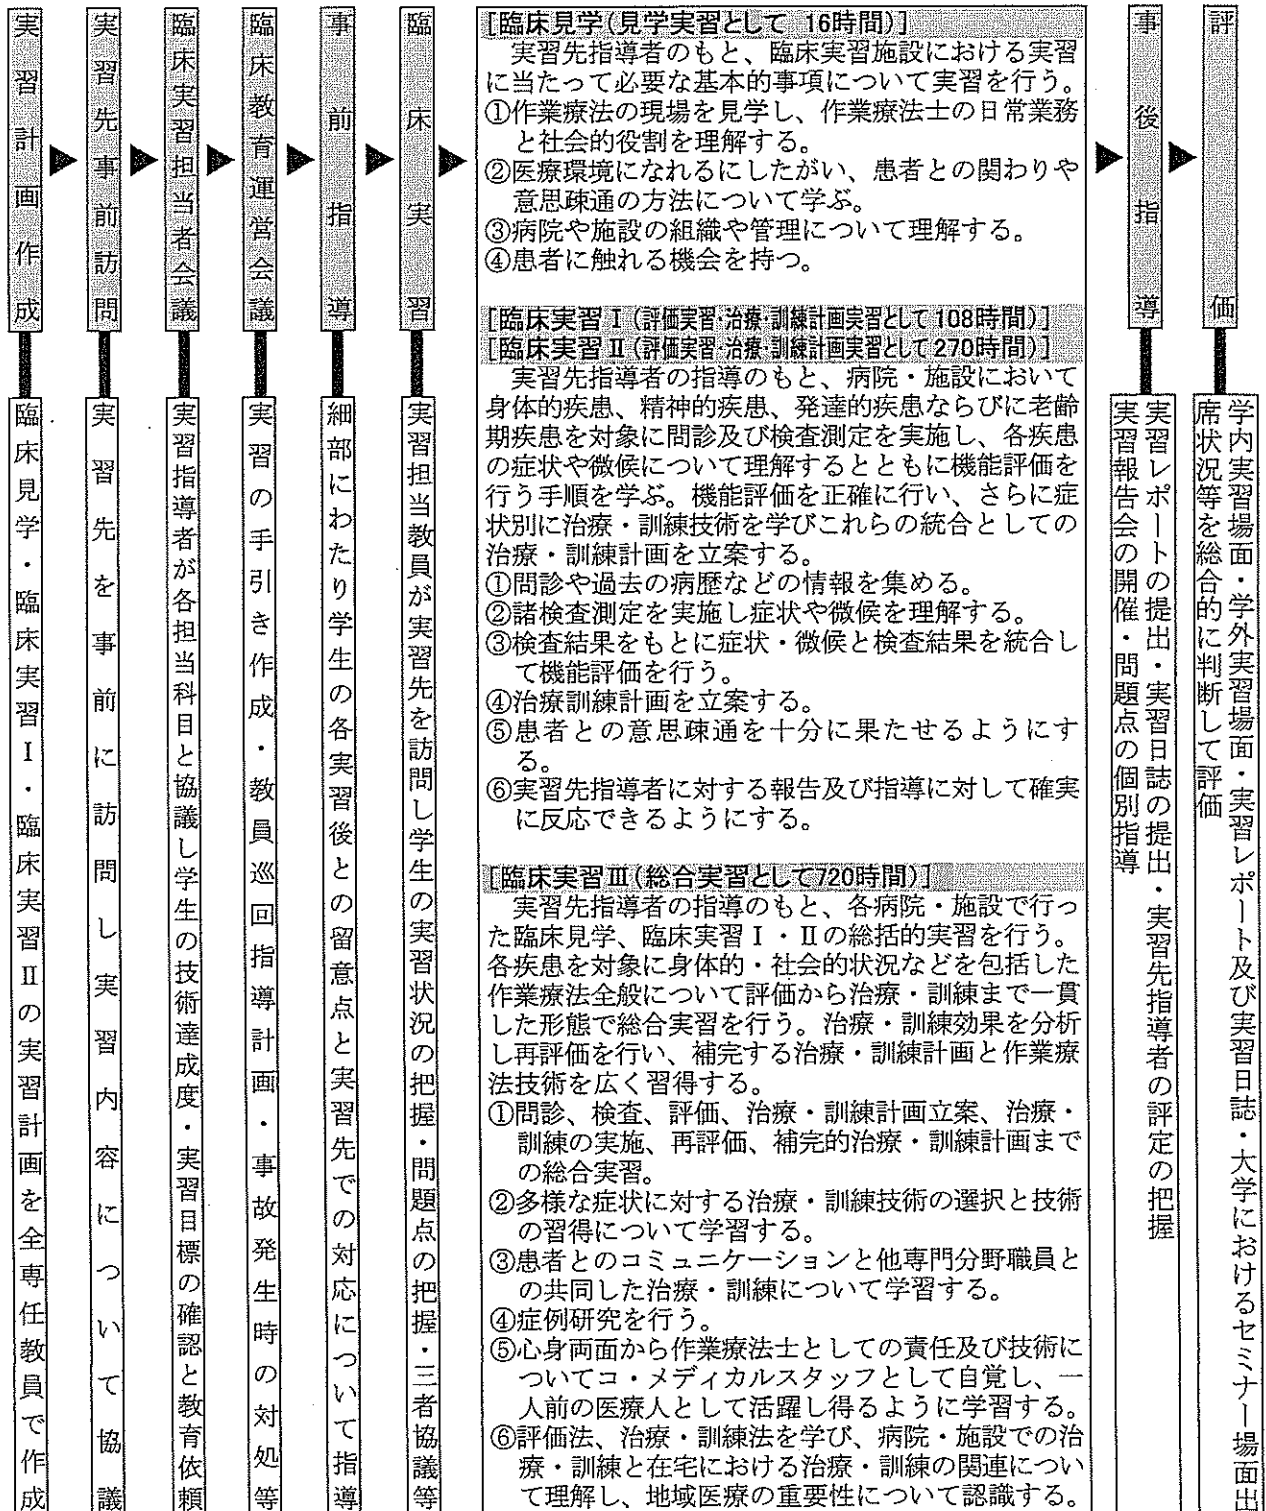 実習計画作成
臨床見学・臨床実習Ⅰ・臨床実習Ⅱの実習計画を全専任教員で作成
実習先事前訪問
実習先を事前に訪問し実習内容について協議
臨床実習担当者会議
実習指導者が各担当科目と協議し学生の技術達成度・実習目標の確認と教育依頼
臨床教育運営会議
実習の手引き作成・教員巡回指導計画・事故発生時の対処等
事前指導
細部にわたり学生の各実習後との留意点と実習先での対応について指導
臨床実習
実習担当教員が実習先を訪問し学生の実習状況の把握・問題点の把握・三者協議等
[臨床見学(見学実習として 16時間)]
実習先指導者のもと、臨床実習施設における実習
に当たって必要な基本的事項について実習を行う。
①作業療法の現場を見学し、作業療法士の日常業務
と社会的役割を理解する。
②医療環境になれるにしたがい、患者との関わりや
意思疎通の方法について学ぶ。
③病院や施設の組織や管理について理解する。
④患者に触れる機会を持つ。
[臨床実習Ⅰ(評価実習・治療・訓練計画実習として108時間)]
[臨床実習Ⅱ(評価実習・治療・訓練計画実習として270時間)]
実習先指導者の指導のもと、病院・施設において
身体的疾患、精神的疾患、発達的疾患ならびに老齢
期疾患を対象に問診及び検査測定を実施し、各疾患
の症状や徴候について理解するとともに機能評価を
行う手順を学ぶ。機能評価を正確に行い、さらに症
状別に治療・訓練技術を学びこれらの統合としての
治療・訓練計画を立案する。
①問診や過去の病歴などの情報を集める。
②諸検査測定を実施し症状や徴候を理解する。
③検査結果をもとに症状・徴候と検査結果を統合し
て機能評価を行う。
④治療訓練計画を立案する。
⑤患者との意思疎通を十分に果たせるようにす
る。
⑥実習先指導者に対する報告及び指導に対して確実
に反応できるようにする。
[臨床実習Ⅲ(総合実習として720時間)]
実習先指導者の指導のもと、各病院・施設で行っ
た臨床見学、臨床実習Ⅰ・Ⅱの総括的実習を行う。
各疾患を対象に身体的・社会的状況などを包括した
作業療法全般について評価から治療・訓練まで一貫
した形態で総合実習を行う。治療・訓練効果を分析
し再評価を行い、補完する治療・訓練計画と作業療
法技術を広く習得する。
①問診、検査、評価、治療・訓練計画立案、治療・
訓練の実施、再評価、補完的治療・訓練計画まで
の総合実習。
②多様な症状に対する治療・訓練技術の選択と技術
の習得について学習する。
③患者とのコミュニケーションと他専門分野職員と
の共同した治療・訓練について学習する。
④症例研究を行う。
⑤心身両面から作業療法士としての責任及び技術に
ついてコ・メディカルスタッフとして自覚し、一
人前の医療人として活躍し得るように学習する。
⑥評価法、治療・訓練法を学び、病院・施設での治
療・訓練と在宅における治療・訓練の関連につい
て理解し、地域医療の重要性について認識する。
事後指導
実習レポートの提出・実習日誌の提出・実習先指導者の評定の把握
実習報告会の開催・問題点の個別指導
評価
学内実習場面・学外実習場面・実習レポート及び実習日誌・大学におけるセミナー場面出
席状況等を総合的に判断して評価